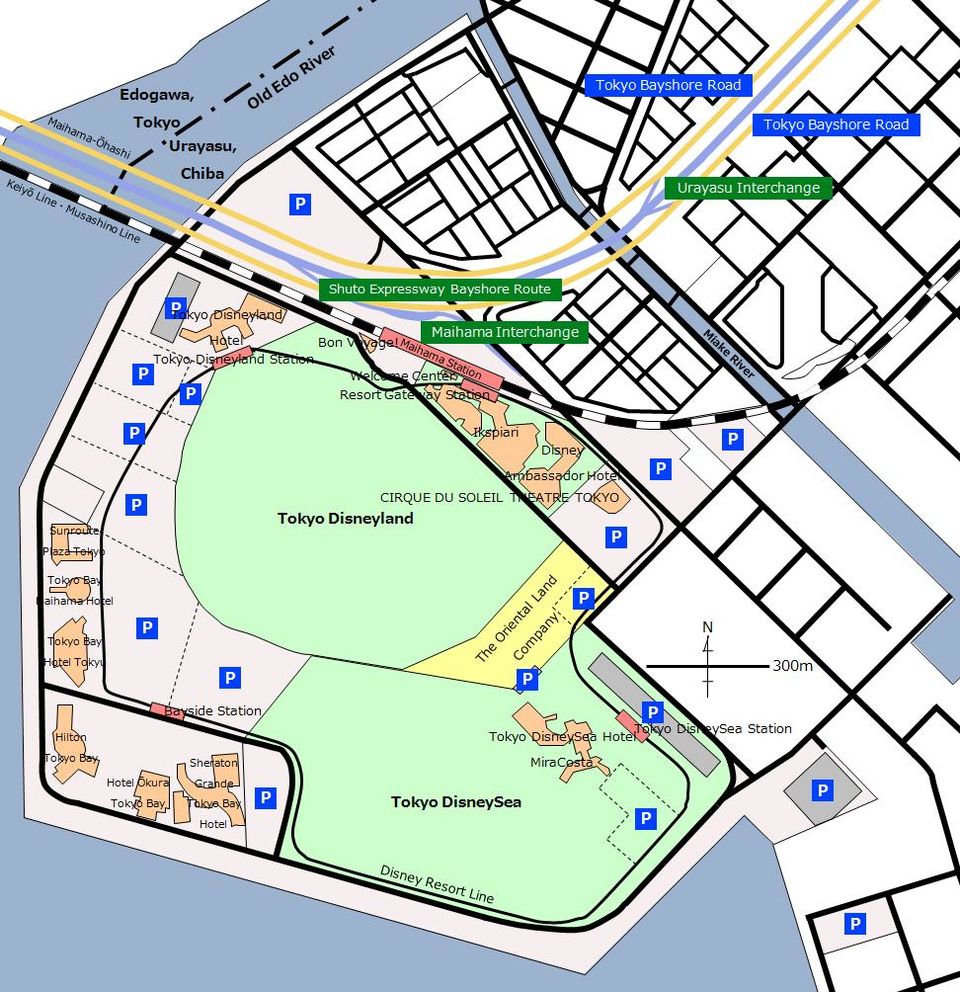 Edogawa,
Tokyo
Urayasu,
Chiba
Old Edo River
Maihama-Ōhashi
Keiyō Line・Musashino Line
Tokyo Bayshore Road
Tokyo Bayshore Road
Urayasu Interchange
P
Shuto Expressway Bayshore Route
Maihama Interchange
Miake River
P
Tokyo Disneyland
Hotel
Tokyo Disneyland Station
Bon Voyage!
Maihama Station
Welcome Center
Resort Gateway Station
P
P
P
Ikspiari
Disney
Ambassador Hotel
P
P
CIRQUE DU SOLEIL THEATRE TOKYO
P
P
Tokyo Disneyland
Sunroute
Plaza Tokyo
Tokyo Bay
Maihama Hotel
Tokyo Bay
Hotel Tokyu
P
P
The Oriental Land
Company
P
P
N
300m
Bayside Station
P
Tokyo DisneySea Station
Tokyo DisneySea Hotel
MiraCosta
Hilton
Tokyo Bay
Hotel Okura
Tokyo Bay
Sheraton
Grande
Tokyo Bay
Hotel
P
Tokyo DisneySea
P
P
Disney Resort Line
P